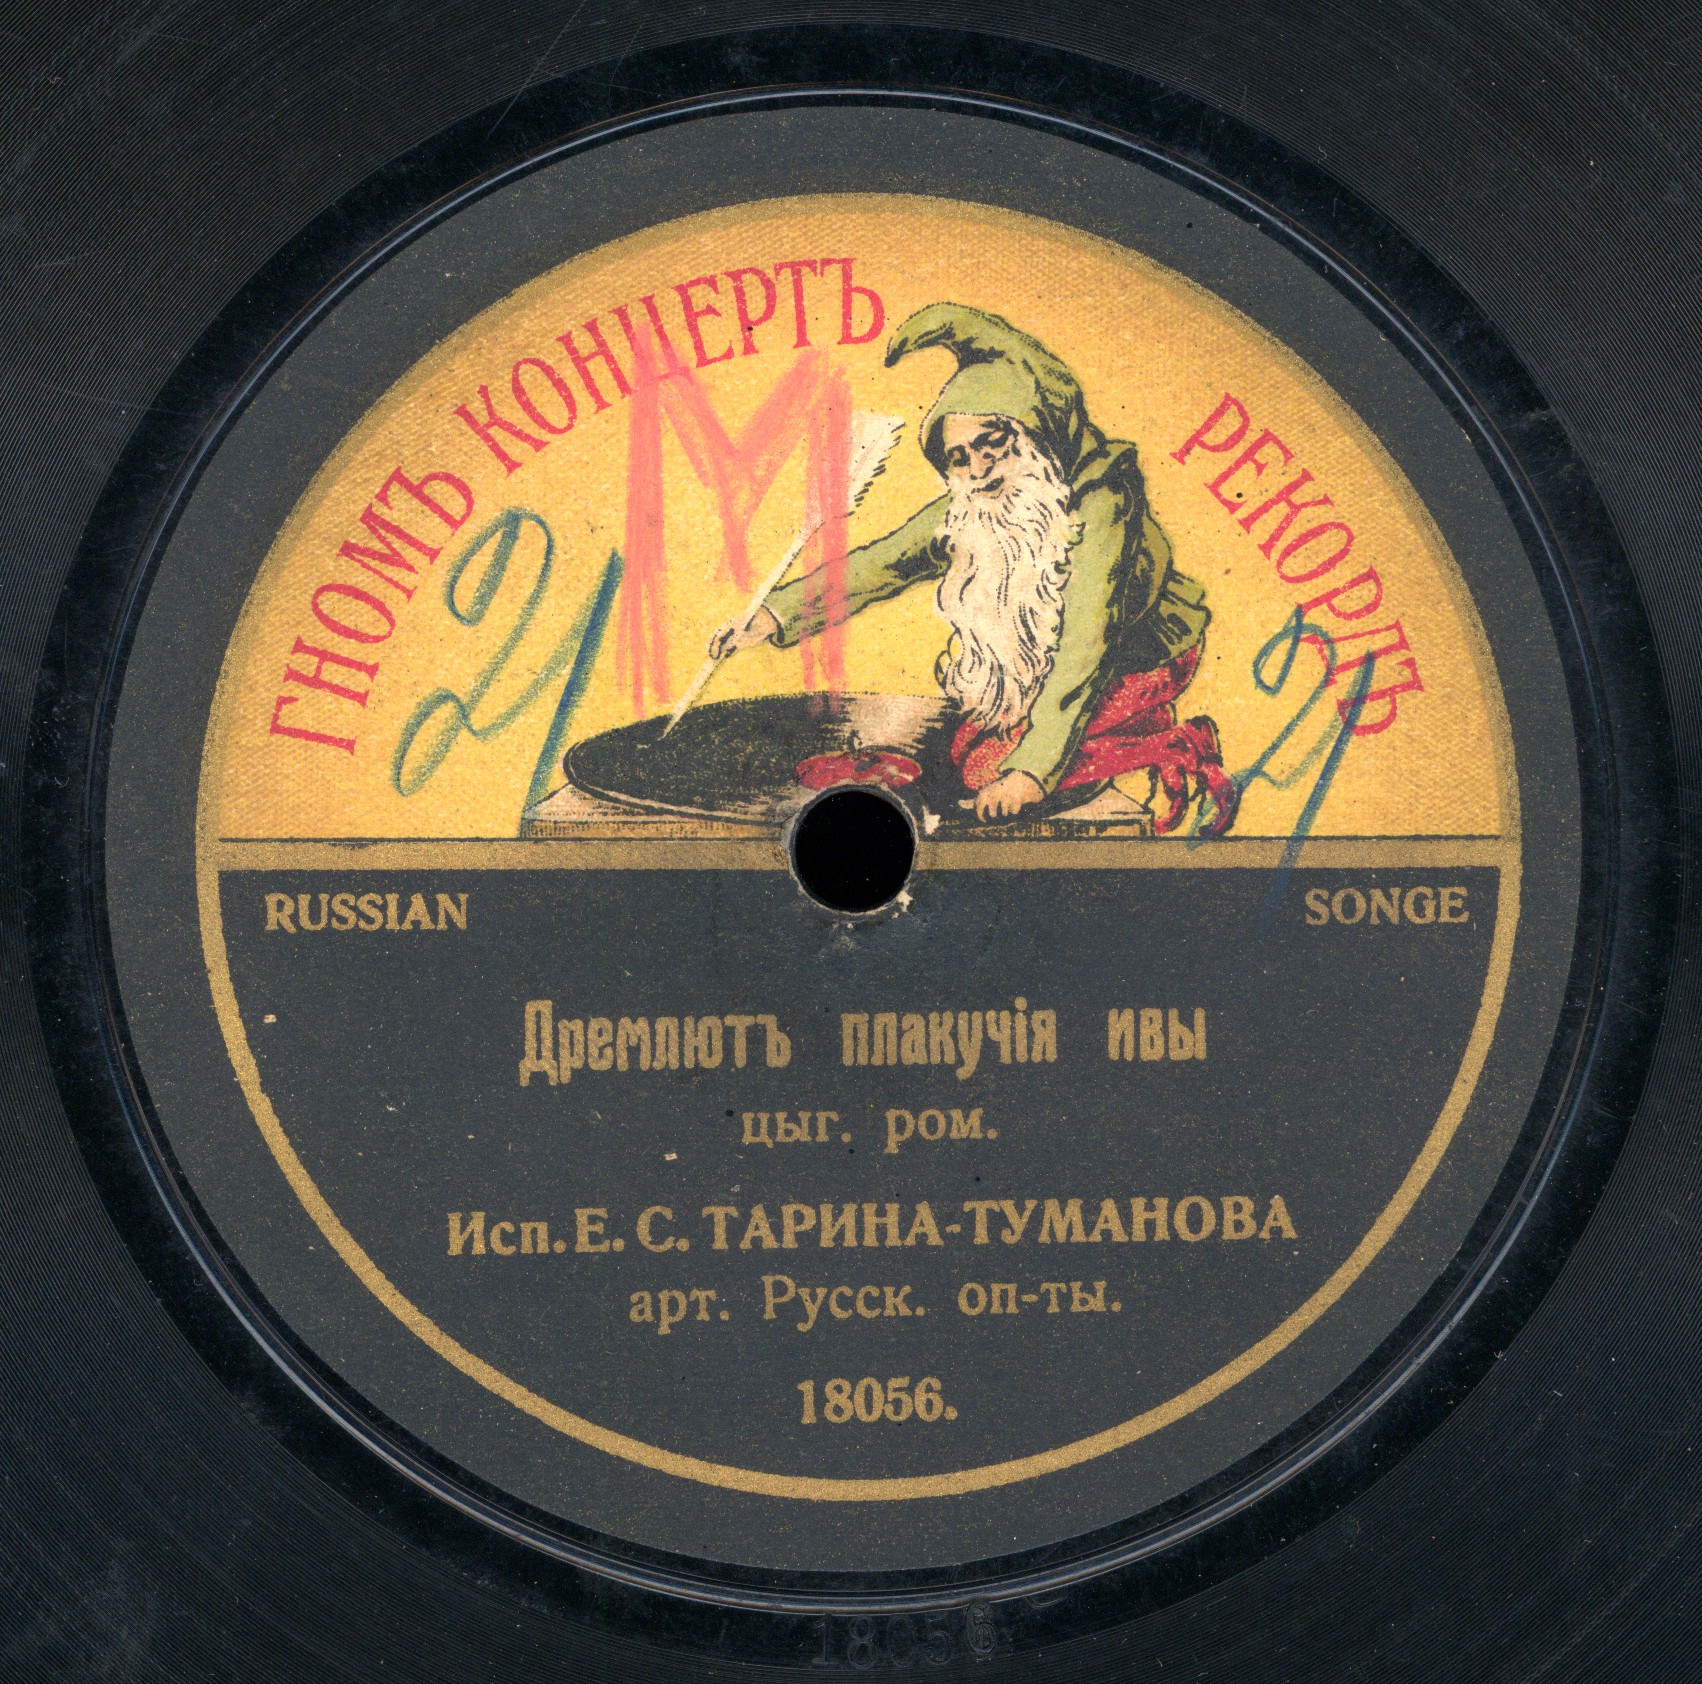 ГНОМЪ КОНЦЕРТЪ РЕКОРДЪ
М
21
21
RUSSIAN SONGE
Дремлютъ плакучія ивы
цыг. ром.
Исп. Е. С. ТАРИНА-ТУМАНОВА
арт. Русск. оп-ты.
18056.
18056